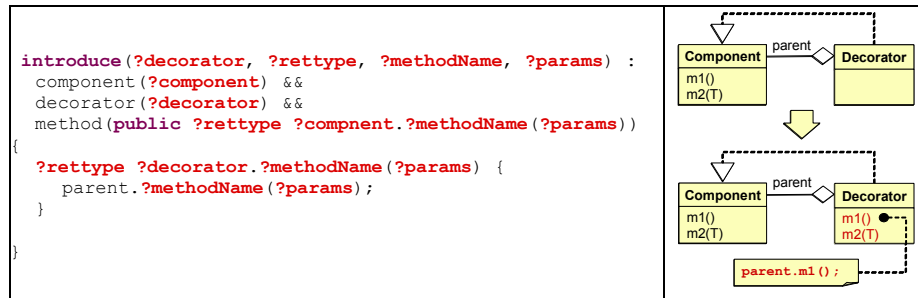 introduce(?decorator, ?rettype, ?methodName, ?params) :
component(?component) &&
decorator(?decorator) &&
method(public ?rettype ?compnent.?methodName(?params))
{
?rettype ?decorator.?methodName(?params) {
parent.?methodName(?params);
}
}
parent
Component
Decorator
m1()
m2(T)
parent
Component
Decorator
m1()
m1()
m2(T)
m2(T)
parent.m1();